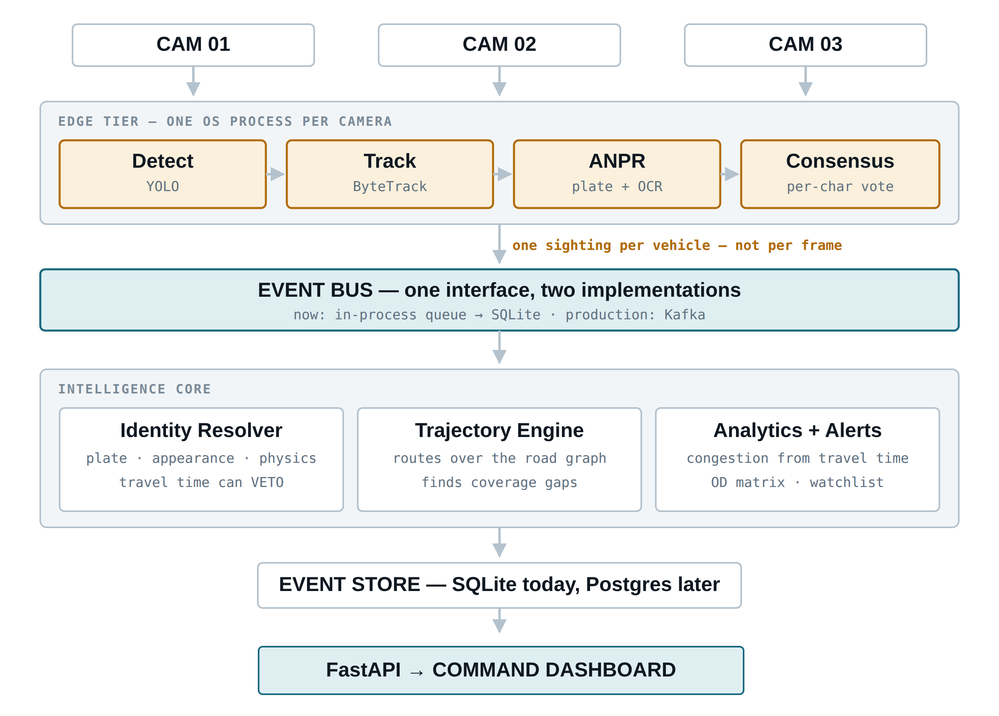 CAM 01
CAM 02
CAM 03
EDGE TIER — ONE OS PROCESS PER CAMERA
Detect
YOLO
Track
ByteTrack
ANPR
plate + OCR
Consensus
per-char vote
one sighting per vehicle — not per frame
EVENT BUS — one interface, two implementations
now: in-process queue → SQLite · production: Kafka
INTELLIGENCE CORE
Identity Resolver
plate · appearance · physics
travel time can VETO
Trajectory Engine
routes over the road graph
finds coverage gaps
Analytics + Alerts
congestion from travel time
OD matrix · watchlist
EVENT STORE — SQLite today, Postgres later
FastAPI → COMMAND DASHBOARD